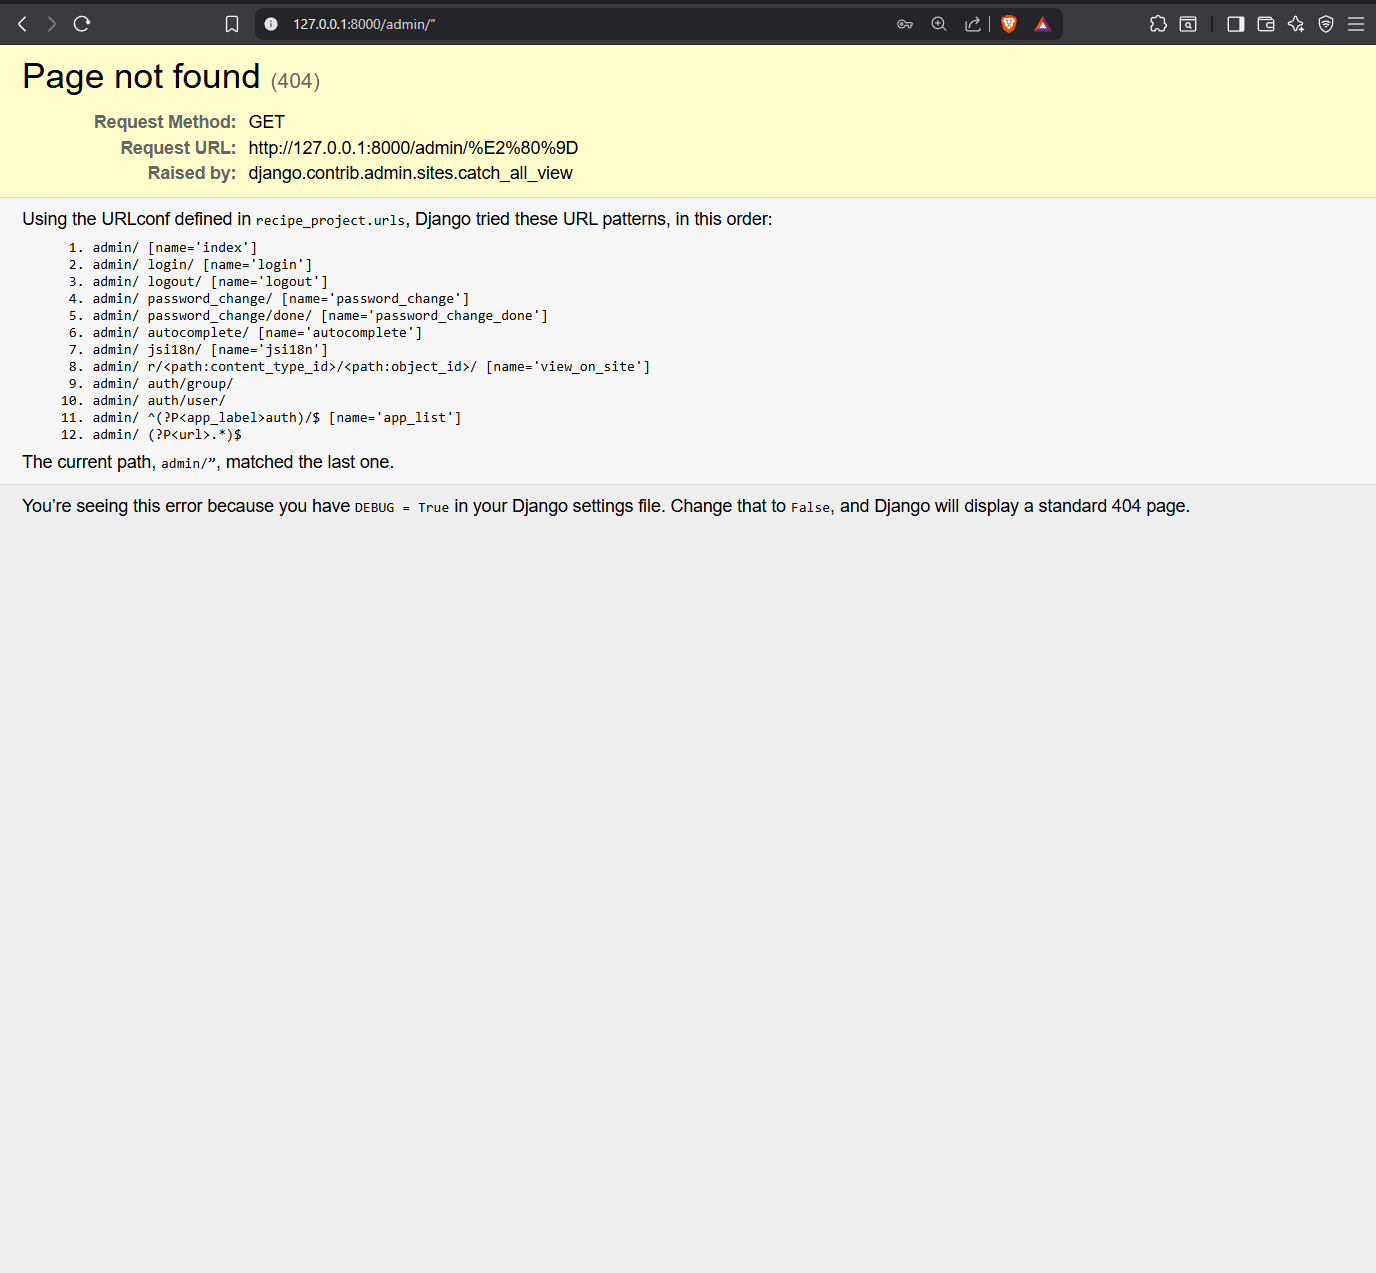 127.0.0.1:8000/admin/”
Page not found (404)
Request Method: GET
Request URL: http://127.0.0.1:8000/admin/%E2%80%9D
Raised by: django.contrib.admin.sites.catch_all_view
Using the URLconf defined in recipe_project.urls, Django tried these URL patterns, in this order:
1. admin/ [name='index']
2. admin/ login/ [name='login']
3. admin/ logout/ [name='logout']
4. admin/ password_change/ [name='password_change']
5. admin/ password_change/done/ [name='password_change_done']
6. admin/ autocomplete/ [name='autocomplete']
7. admin/ jsi18n/ [name='jsi18n']
8. admin/ r/<path:content_type_id>/<path:object_id>/ [name='view_on_site']
9. admin/ auth/group/
10. admin/ auth/user/
11. admin/ ^(?P<app_label>auth)/$ [name='app_list']
12. admin/ (?P<url>.*)$
The current path, admin/”, matched the last one.
You’re seeing this error because you have DEBUG = True in your Django settings file. Change that to False, and Django will display a standard 404 page.